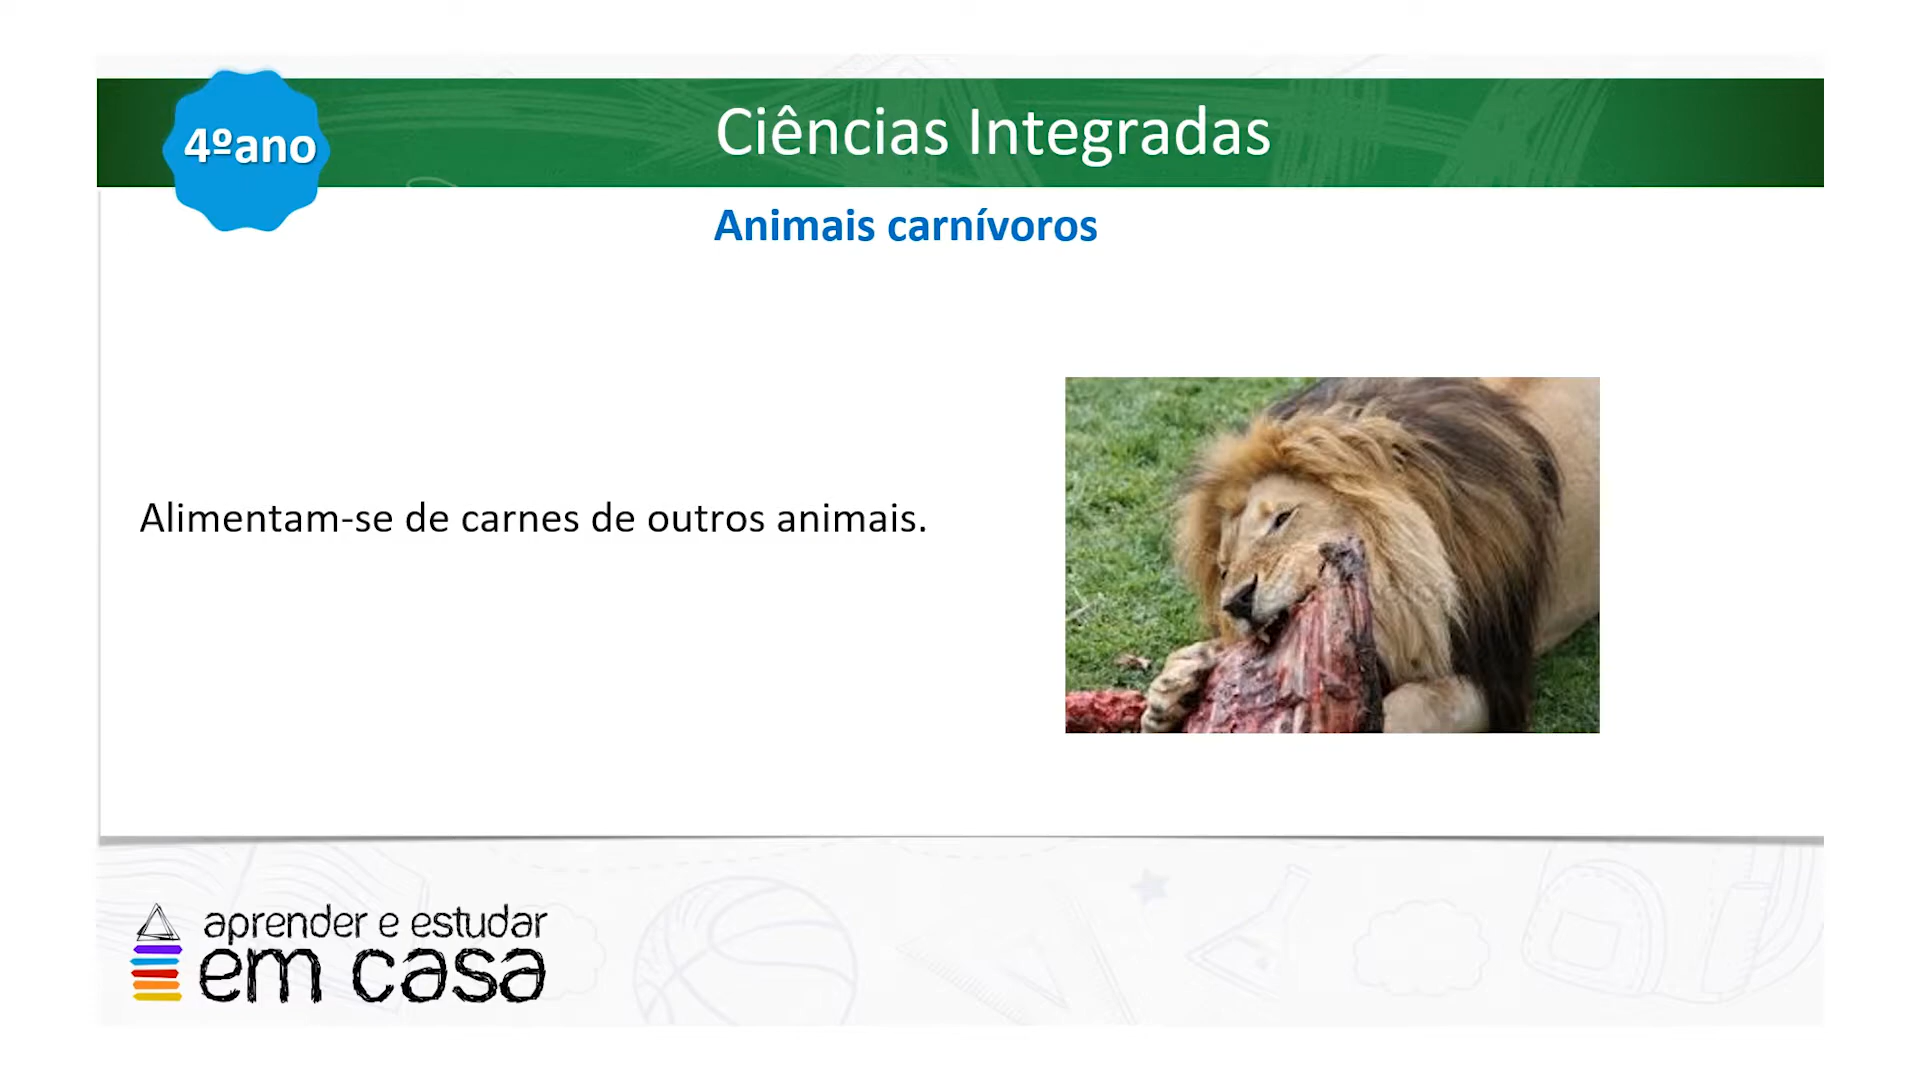 4ºano
Ciências Integradas
Animais carnívoros
Alimentam-se de carnes de outros animais.
aprender e estudar
em casa